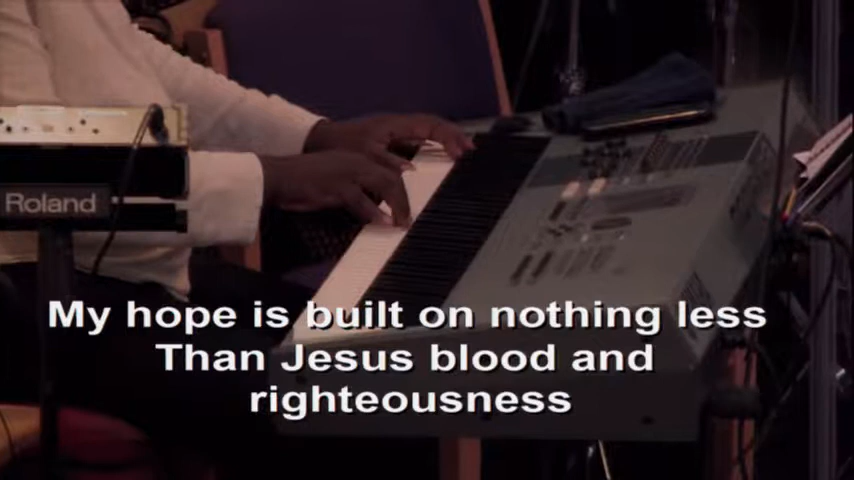 Roland
My hope is built on nothing less
Than Jesus blood and
righteousness